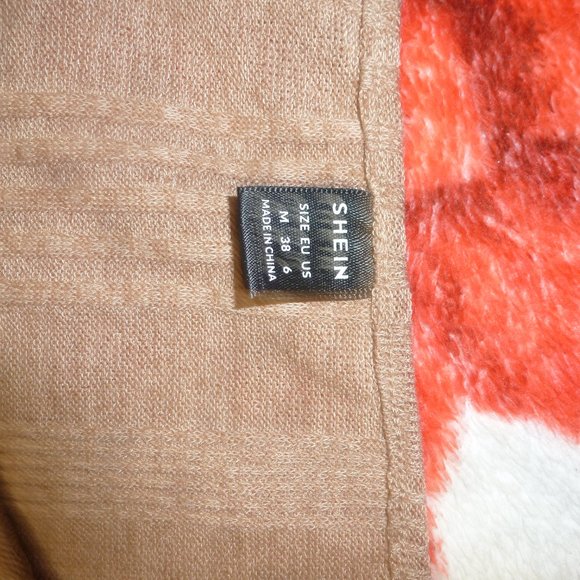 SHEIN
SIZE EU US
M 38 6
MADE IN CHINA